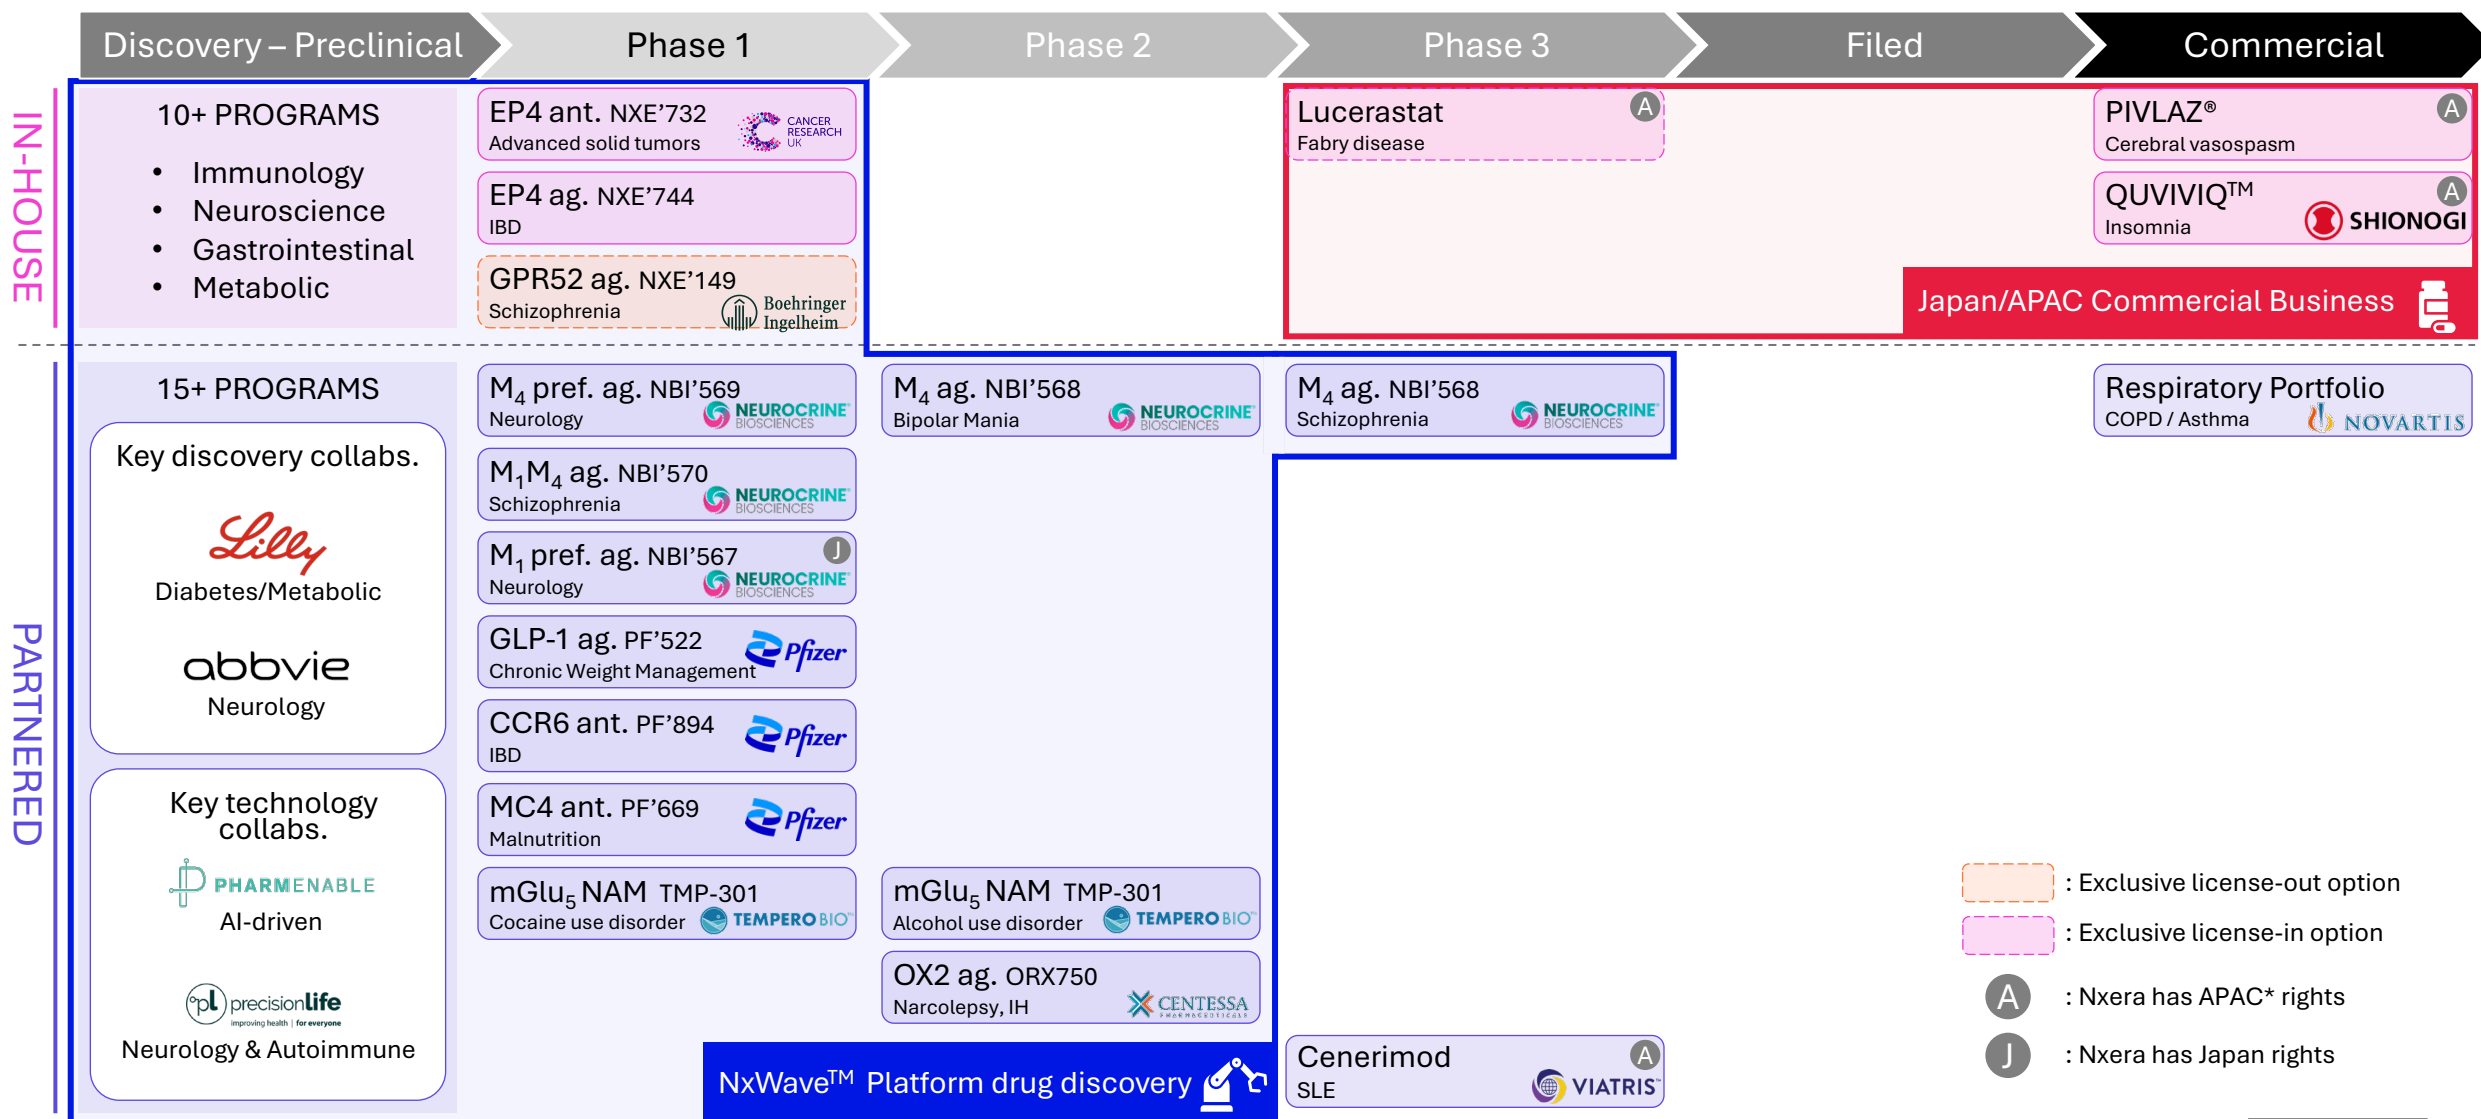 Discovery – Preclinical
Phase 1
Phase 2
Phase 3
Filed
Commercial
IN-HOUSE
10+ PROGRAMS
• Immunology
• Neuroscience
• Gastrointestinal
• Metabolic
EP4 ant. NXE’732
Advanced solid tumors
CANCER
RESEARCH
UK
EP4 ag. NXE’744
IBD
GPR52 ag. NXE’149
Schizophrenia
Boehringer
Ingelheim
Lucerastat
Fabry disease
A
PIVLAZ®
Cerebral vasospasm
A
QUVIVIQ™
Insomnia
A
SHIONOGI
Japan/APAC Commercial Business
PARTNERED
15+ PROGRAMS
Key discovery collabs.
Lilly
Diabetes/Metabolic
abbvie
Neurology
Key technology
collabs.
PHARMENABLE
AI-driven
pl precisionlife
improving health | for everyone
Neurology & Autoimmune
M₄ pref. ag. NBI’569
Neurology
NEUROCRINE®
BIOSCIENCES
M₁M₄ ag. NBI’570
Schizophrenia
NEUROCRINE®
BIOSCIENCES
M₁ pref. ag. NBI’567
Neurology
J
NEUROCRINE®
BIOSCIENCES
GLP-1 ag. PF’522
Chronic Weight Management
Pfizer
CCR6 ant. PF’894
IBD
Pfizer
MC4 ant. PF’669
Malnutrition
Pfizer
mGlu₅ NAM TMP-301
Cocaine use disorder
TEMPERO BIO™
M₄ ag. NBI’568
Bipolar Mania
NEUROCRINE®
BIOSCIENCES
mGlu₅ NAM TMP-301
Alcohol use disorder
TEMPERO BIO™
OX2 ag. ORX750
Narcolepsy, IH
CENTESSA
PHARMACEUTICALS
NxWave™ Platform drug discovery
M₄ ag. NBI’568
Schizophrenia
NEUROCRINE®
BIOSCIENCES
Cenerimod
SLE
A
VIATRIS™
Respiratory Portfolio
COPD / Asthma
NOVARTIS
: Exclusive license-out option
: Exclusive license-in option
A : Nxera has APAC* rights
J : Nxera has Japan rights